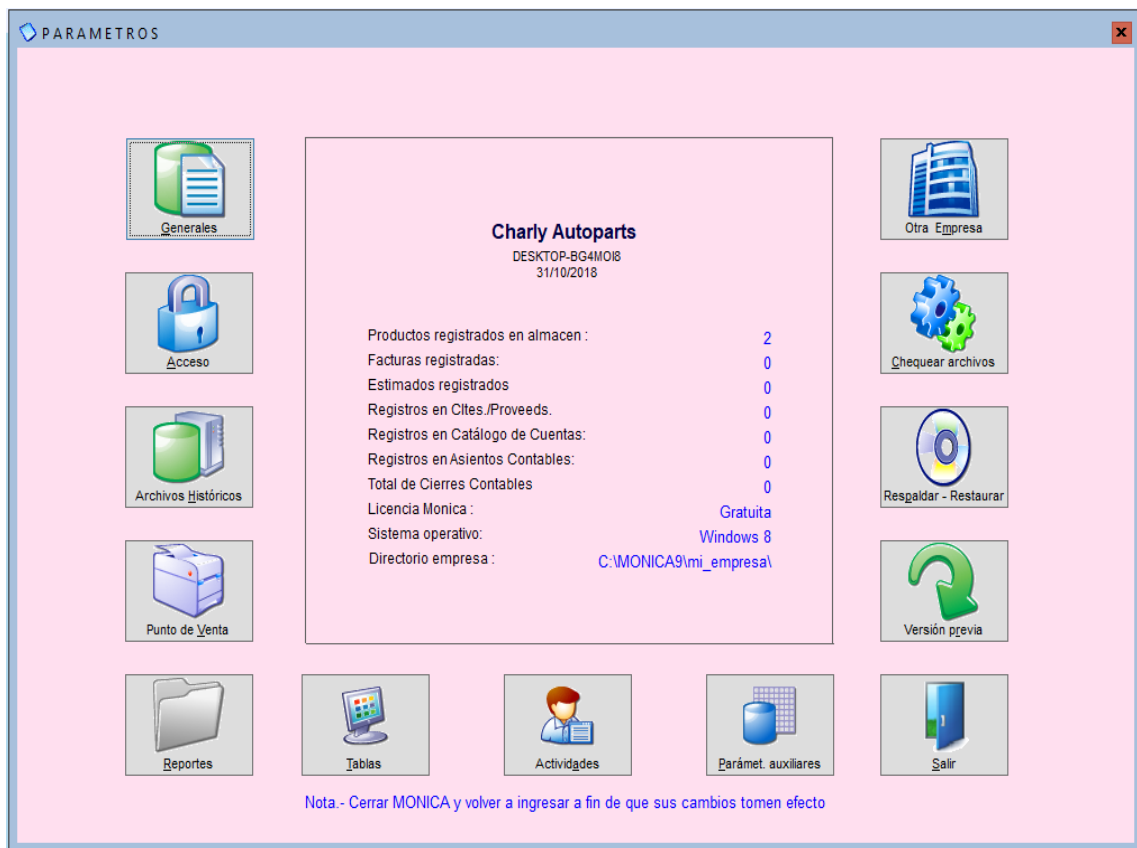 PARAMETROS
Generales
Acceso
Archivos Históricos
Punto de Venta
Reportes
Charly Autoparts
DESKTOP-BG4MOI8
31/10/2018
Productos registrados en almacen : 2
Facturas registradas: 0
Estimados registrados 0
Registros en Cltes./Proveeds. 0
Registros en Catálogo de Cuentas: 0
Registros en Asientos Contables: 0
Total de Cierres Contables 0
Licencia Monica : Gratuita
Sistema operativo: Windows 8
Directorio empresa : C:\MONICA9\mi_empresa\
Otra Empresa
Chequear archivos
Respaldar - Restaurar
Versión previa
Tablas
Actividades
Parámet. auxiliares
Salir
Nota.- Cerrar MONICA y volver a ingresar a fin de que sus cambios tomen efecto